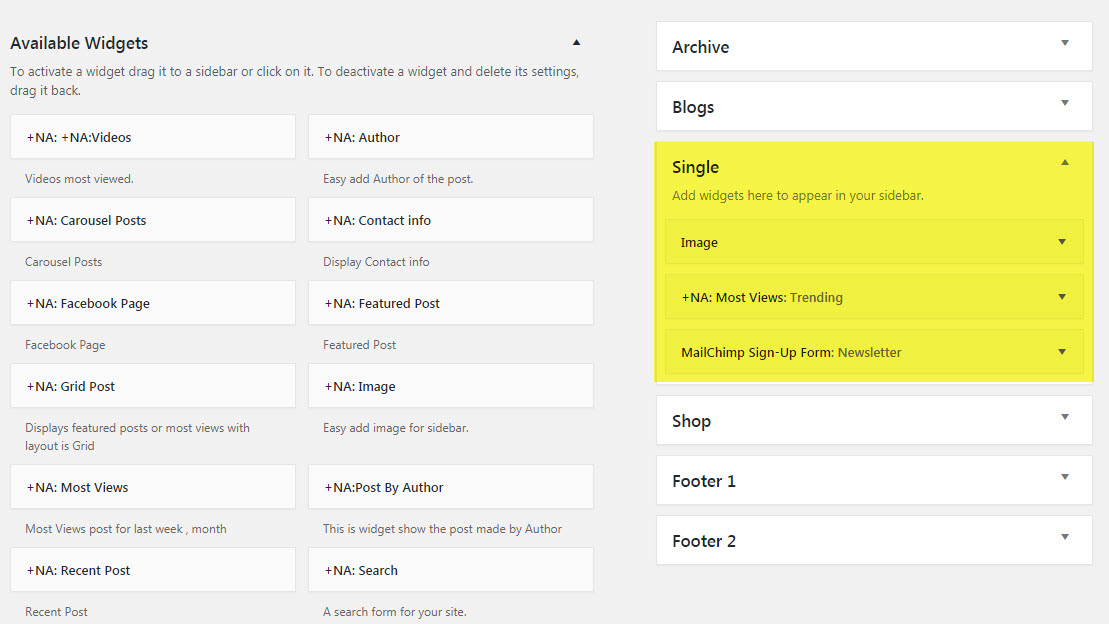 Available Widgets
To activate a widget drag it to a sidebar or click on it. To deactivate a widget and delete its settings,
drag it back.
+NA: +NA:Videos
+NA: Author
Videos most viewed.
Easy add Author of the post.
+NA: Carousel Posts
+NA: Contact info
Carousel Posts
Display Contact info
+NA: Facebook Page
+NA: Featured Post
Facebook Page
Featured Post
+NA: Grid Post
+NA: Image
Displays featured posts or most views with
layout is Grid
Easy add image for sidebar.
+NA: Most Views
+NA:Post By Author
Most Views post for last week , month
This is widget show the post made by Author
+NA: Recent Post
+NA: Search
Recent Post
A search form for your site.
Archive
Blogs
Single
Add widgets here to appear in your sidebar.
Image
+NA: Most Views: Trending
MailChimp Sign-Up Form: Newsletter
Shop
Footer 1
Footer 2